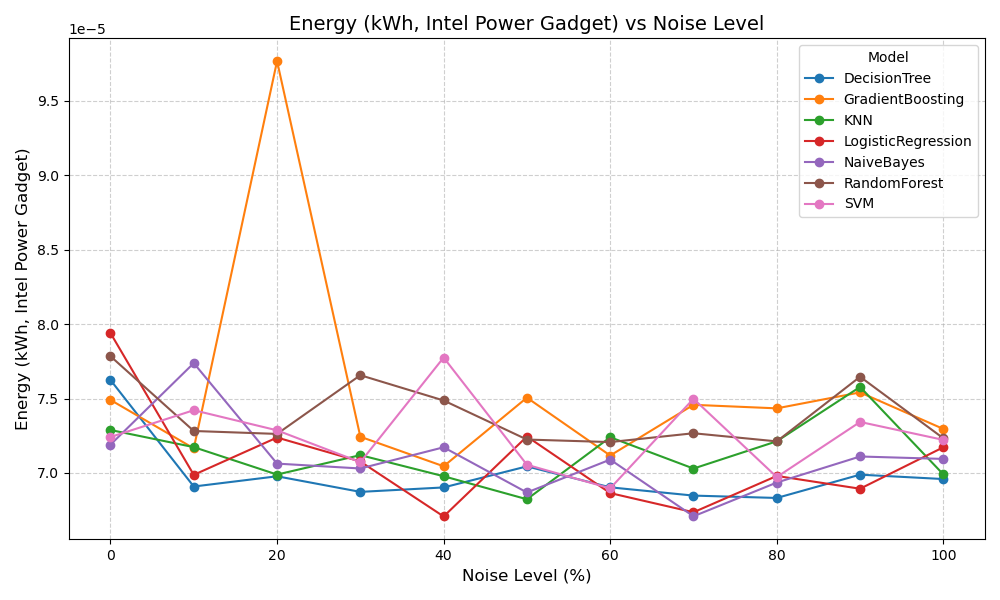 Energy (kWh, Intel Power Gadget) vs Noise Level
1e−5
Energy (kWh, Intel Power Gadget)
9.5
9.0
8.5
8.0
7.5
7.0
Model
DecisionTree
GradientBoosting
KNN
LogisticRegression
NaiveBayes
RandomForest
SVM
0 20 40 60 80 100
Noise Level (%)